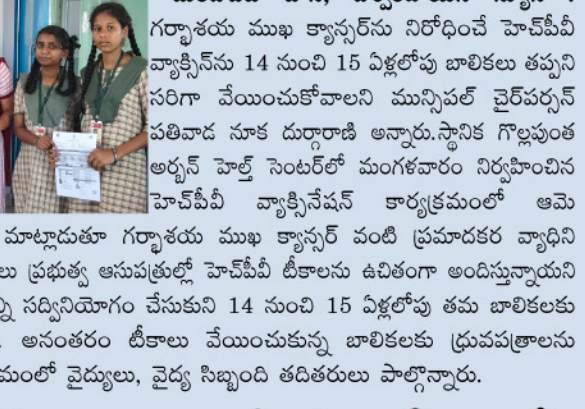 గర్భాశయ ముఖ క్యాన్సర్‌ను నిరోధించే హెచ్‌పీవీ
వ్యాక్సిన్‌ను 14 నుంచి 15 ఏళ్లలోపు బాలికలు తప్పని
సరిగా వేయించుకోవాలని మున్సిపల్ చైర్‌పర్సన్
పతివాడ నూక దుర్గారాణి అన్నారు.స్థానిక గొల్లపుంత
అర్బన్ హెల్త్ సెంటర్‌లో మంగళవారం నిర్వహించిన
హెచ్‌పీవీ వ్యాక్సినేషన్ కార్యక్రమంలో ఆమె
మాట్లాడుతూ గర్భాశయ ముఖ క్యాన్సర్ వంటి ప్రమాదకర వ్యాధిని
లు ప్రభుత్వ ఆసుపత్రుల్లో హెచ్‌పీవీ టీకాలను ఉచితంగా అందిస్తున్నాయని
సద్వినియోగం చేసుకుని 14 నుంచి 15 ఏళ్లలోపు తమ బాలికలకు
. అనంతరం టీకాలు వేయించుకున్న బాలికలకు ధ్రువపత్రాలను
మంలో వైద్యులు, వైద్య సిబ్బంది తదితరులు పాల్గొన్నారు.